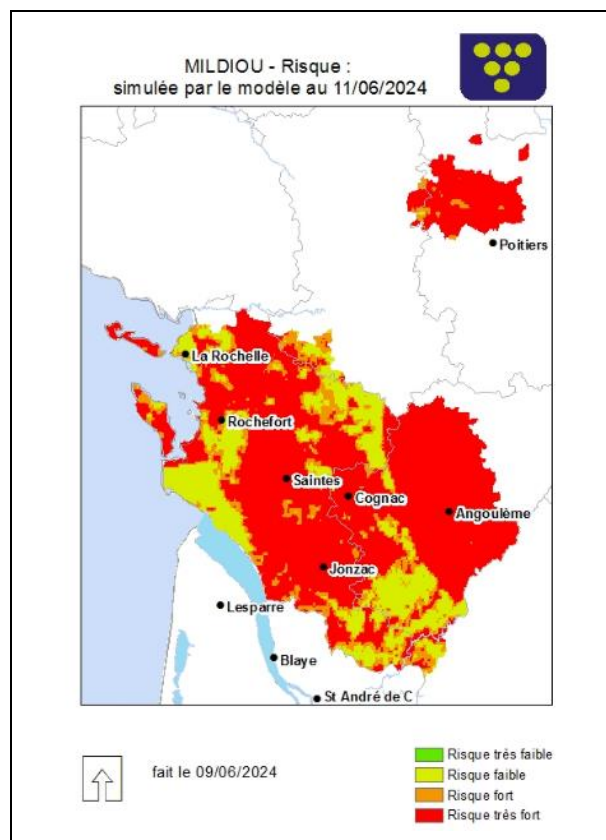 MILDIOU - Risque :
simulée par le modèle au 11/06/2024
Poitiers
La Rochelle
Rochefort
Saintes
Cognac
Angoulême
Jonzac
Lesparre
Blaye
St André de C
fait le 09/06/2024
Risque très faible
Risque faible
Risque fort
Risque très fort